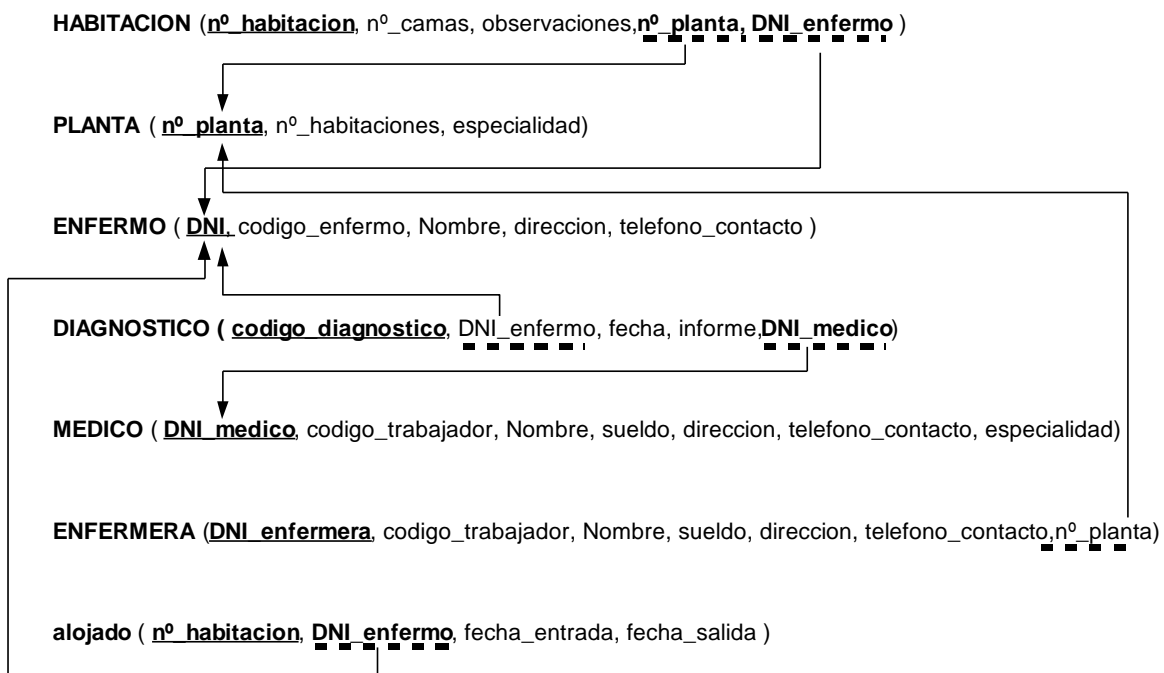 HABITACION (nº_habitacion, nº_camas, observaciones,nº_planta, DNI_enfermo )
PLANTA ( nº_planta, nº_habitaciones, especialidad)
ENFERMO ( DNI, codigo_enfermo, Nombre, direccion, telefono_contacto )
DIAGNOSTICO ( codigo_diagnostico, DNI_enfermo, fecha, informe,DNI_medico)
MEDICO ( DNI_medico, codigo_trabajador, Nombre, sueldo, direccion, telefono_contacto, especialidad)
ENFERMERA (DNI_enfermera, codigo_trabajador, Nombre, sueldo, direccion, telefono_contacto,nº_planta)
alojado ( nº_habitacion, DNI_enfermo, fecha_entrada, fecha_salida )